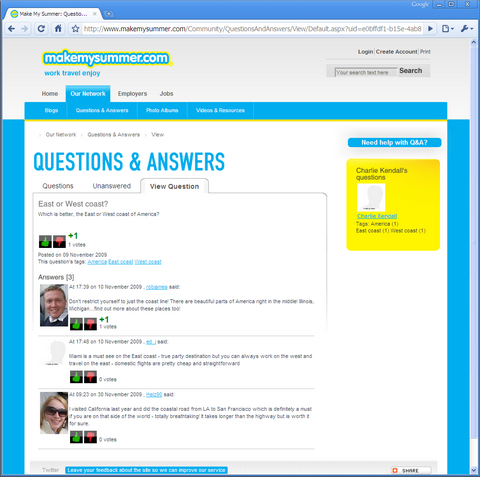 Make My Summer: Questio...
Google
http://www.makemysummer.com/Community/QuestionsAndAnswers/View/Default.aspx?uid=e0bffdf1-b15e-4ab8
makemysummer.com
work travel enjoy
Login Create Account Print
Your search text here
Search
Home Our Network Employers Jobs
Blogs Questions & Answers Photo Albums Videos & Resources
Our Network Questions & Answers View
QUESTIONS & ANSWERS
Need help with Q&A?
Questions Unanswered View Question
East or West coast?
Which is better, the East or West coast of America?
+1
1 votes
Posted on 09 November 2009
This question's tags: America East coast West coast
Charlie Kendall's
questions
Charlie Kendall
Tags: America (1)
East coast (1) West coast (1)
Answers [3]
At 17:39 on 10 November 2009 , robjames said:
Don't restrict yourself to just the coast line! There are beautiful parts of America right in the middle! Illinois,
Michigan...find out more about these places too!
+1
1 votes
At 17:48 on 10 November 2009 , ed_j said:
Miami is a must see on the East coast - true party destination but you can always work on the west and
travel on the east - domestic flights are pretty cheap and straightforward
0 votes
At 09:23 on 30 November 2009 , said:
I visited California last year and did the coastal road from LA to San Francisco which is definitely a must
if you are on that side of the world - totally breathtaking! It takes longer than the highway but is worth it
for sure.
0 votes
Twitter Leave your feedback about the site so we can improve our service
SHARE